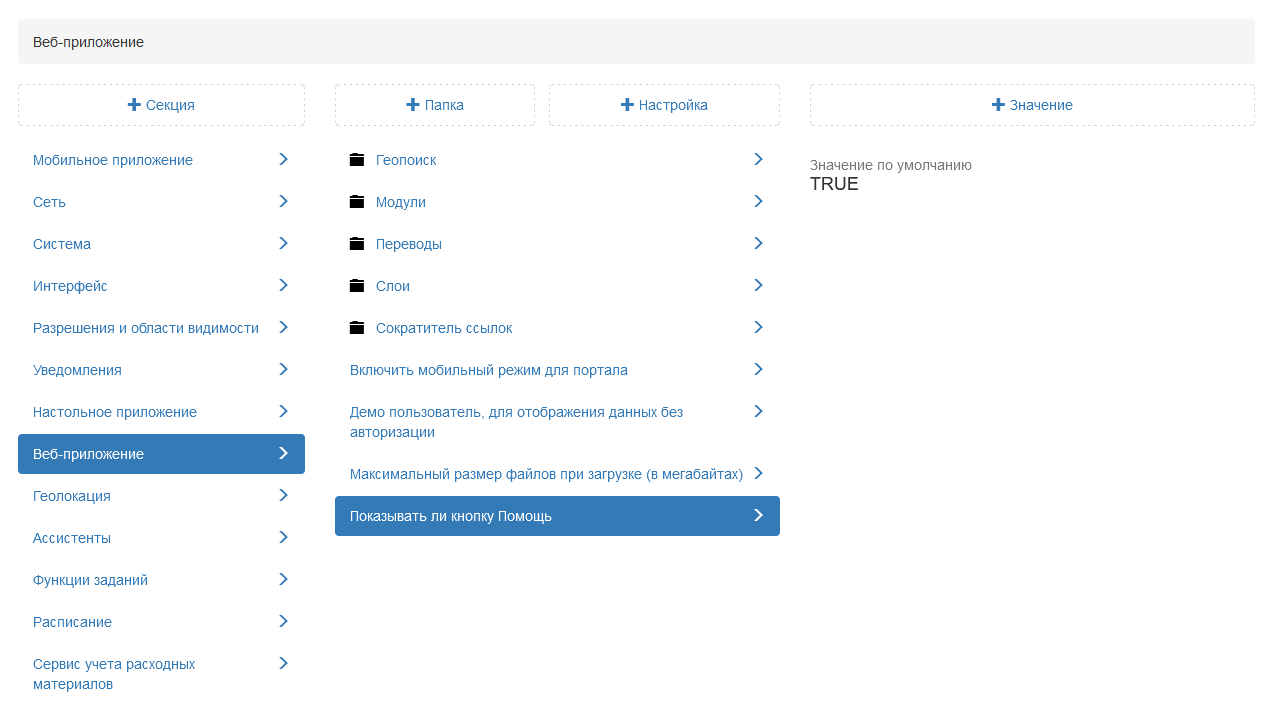 Веб-приложение
Секция
Папка
Настройка
Значение
Мобильное приложение
Сеть
Система
Интерфейс
Разрешения и области видимости
Уведомления
Настольное приложение
Веб-приложение
Геолокация
Ассистенты
Функции заданий
Расписание
Сервис учета расходных
материалов
Геопоиск
Модули
Переводы
Слои
Сократитель ссылок
Включить мобильный режим для портала
Демо пользователь, для отображения данных без
авторизации
Максимальный размер файлов при загрузке (в мегабайтах)
Показывать ли кнопку Помощь
Значение по умолчанию
TRUE